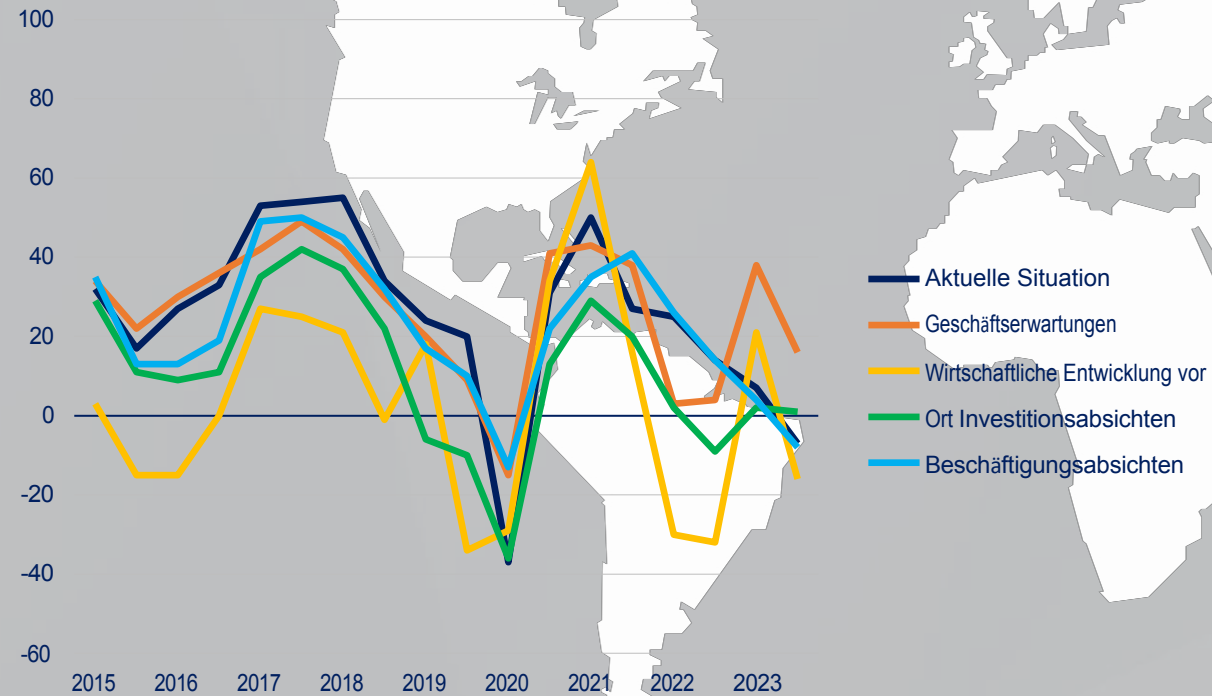 100
80
60
40
20
0
-20
-40
-60
2015 2016 2017 2018 2019 2020 2021 2022 2023
Aktuelle Situation
Geschäftserwartungen
Wirtschaftliche Entwicklung vor
Ort Investitionsabsichten
Beschäftigungsabsichten